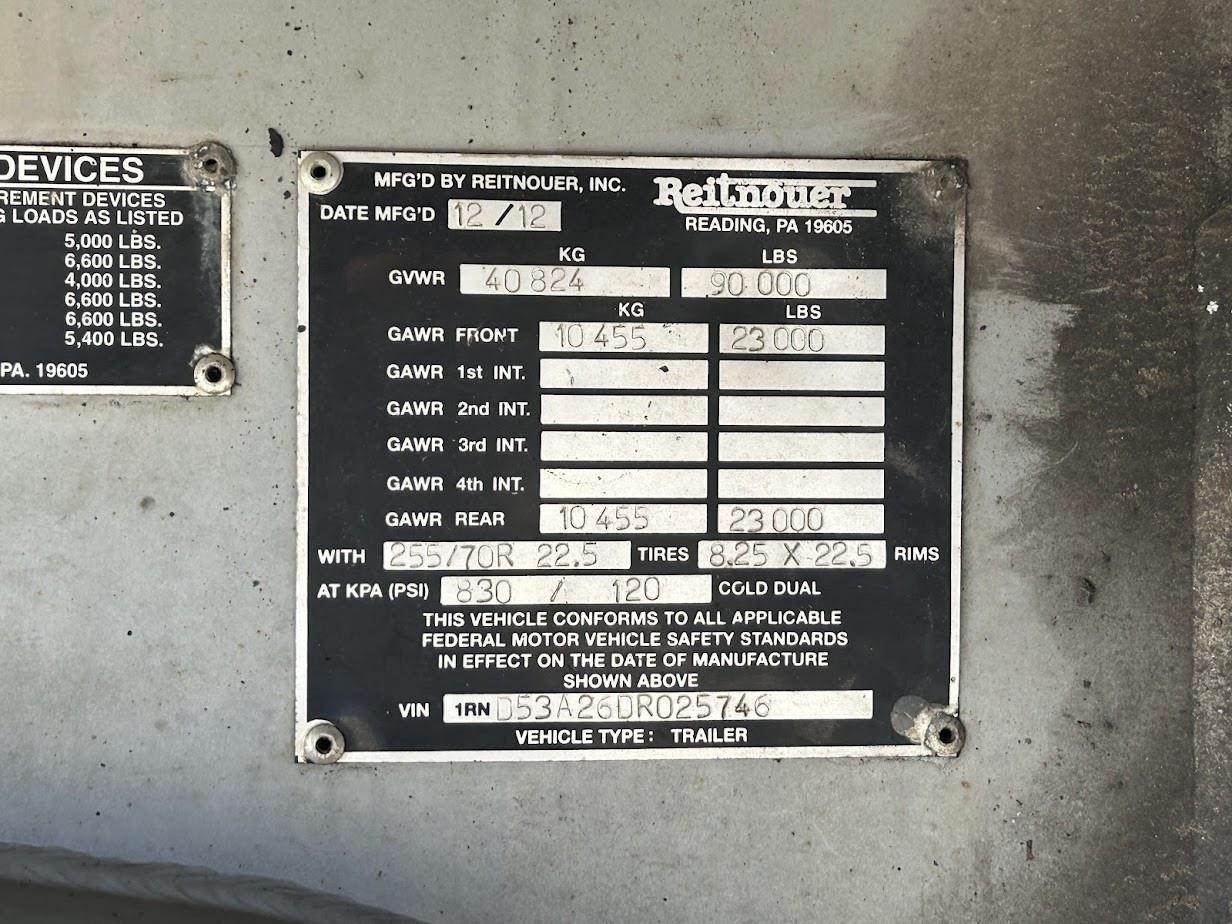 DEVICES
REMENT DEVICES
G LOADS AS LISTED
5,000 LBS.
6,600 LBS.
4,000 LBS.
6,600 LBS.
6,600 LBS.
5,400 LBS.
PA. 19605
MFG'D BY REITNOUER, INC. Reitnouer
DATE MFG'D 12/12 READING, PA 19605
KG LBS
GVWR 40 824 90 000
KG LBS
GAWR FRONT 10 455 23 000
GAWR 1st INT.
GAWR 2nd INT.
GAWR 3rd INT.
GAWR 4th INT.
GAWR REAR 10 455 23 000
WITH 255/70R 22.5 TIRES 8.25 X 22.5 RIMS
AT KPA (PSI) 830 / 120 COLD DUAL
THIS VEHICLE CONFORMS TO ALL APPLICABLE
FEDERAL MOTOR VEHICLE SAFETY STANDARDS
IN EFFECT ON THE DATE OF MANUFACTURE
SHOWN ABOVE
VIN 1RN D53A26DR025746
VEHICLE TYPE: TRAILER